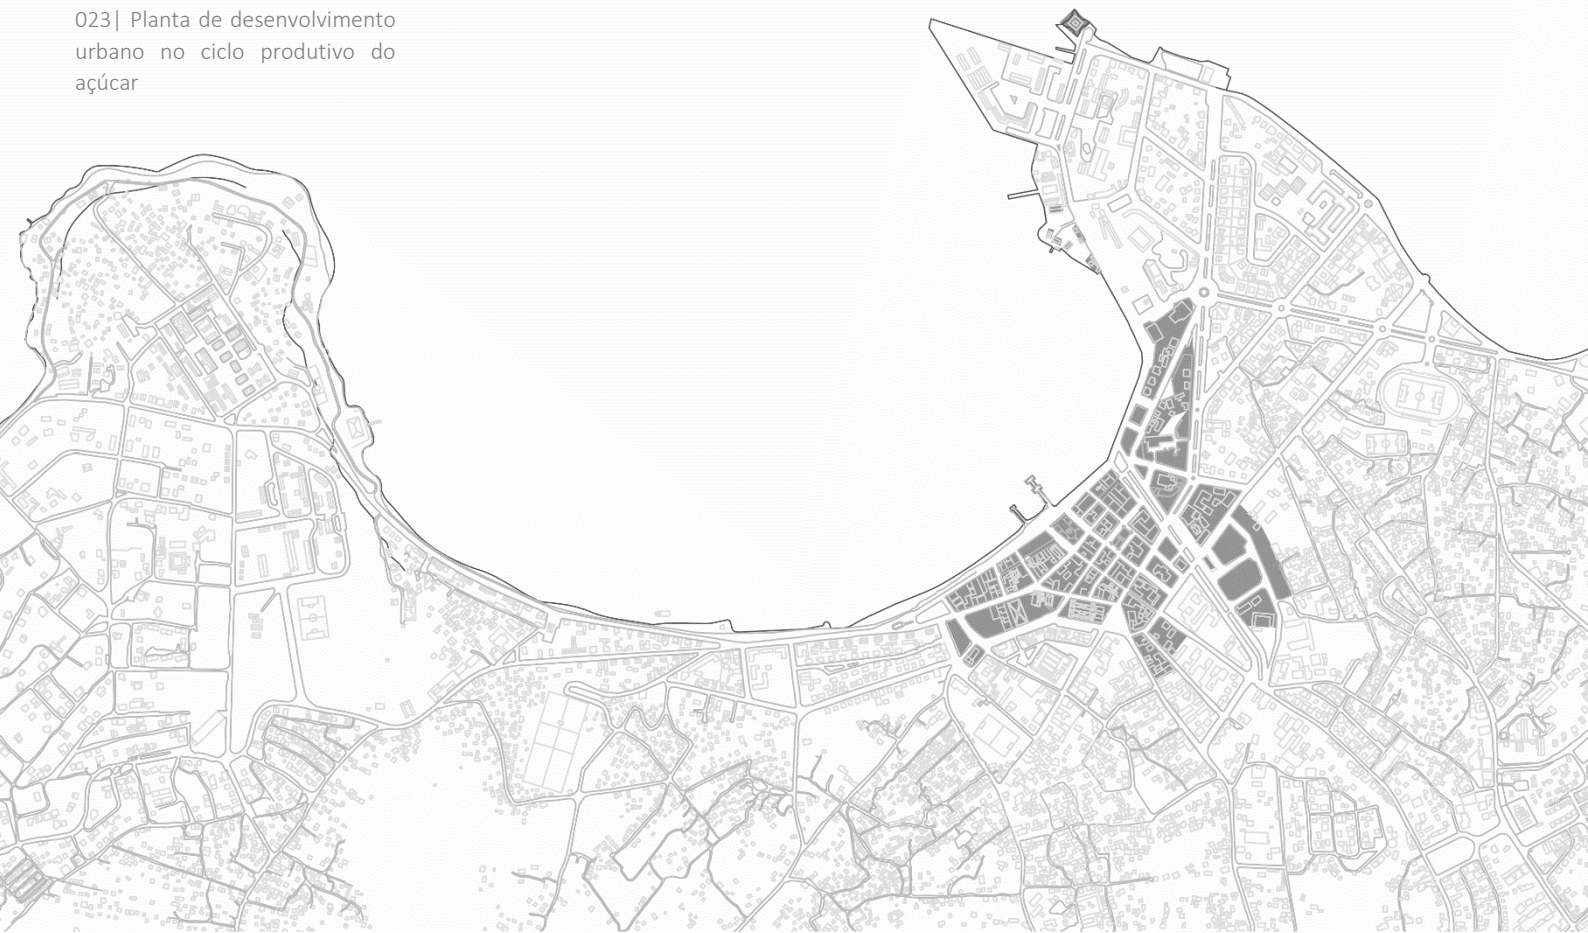 023| Planta de desenvolvimento
urbano no ciclo produtivo do
açúcar